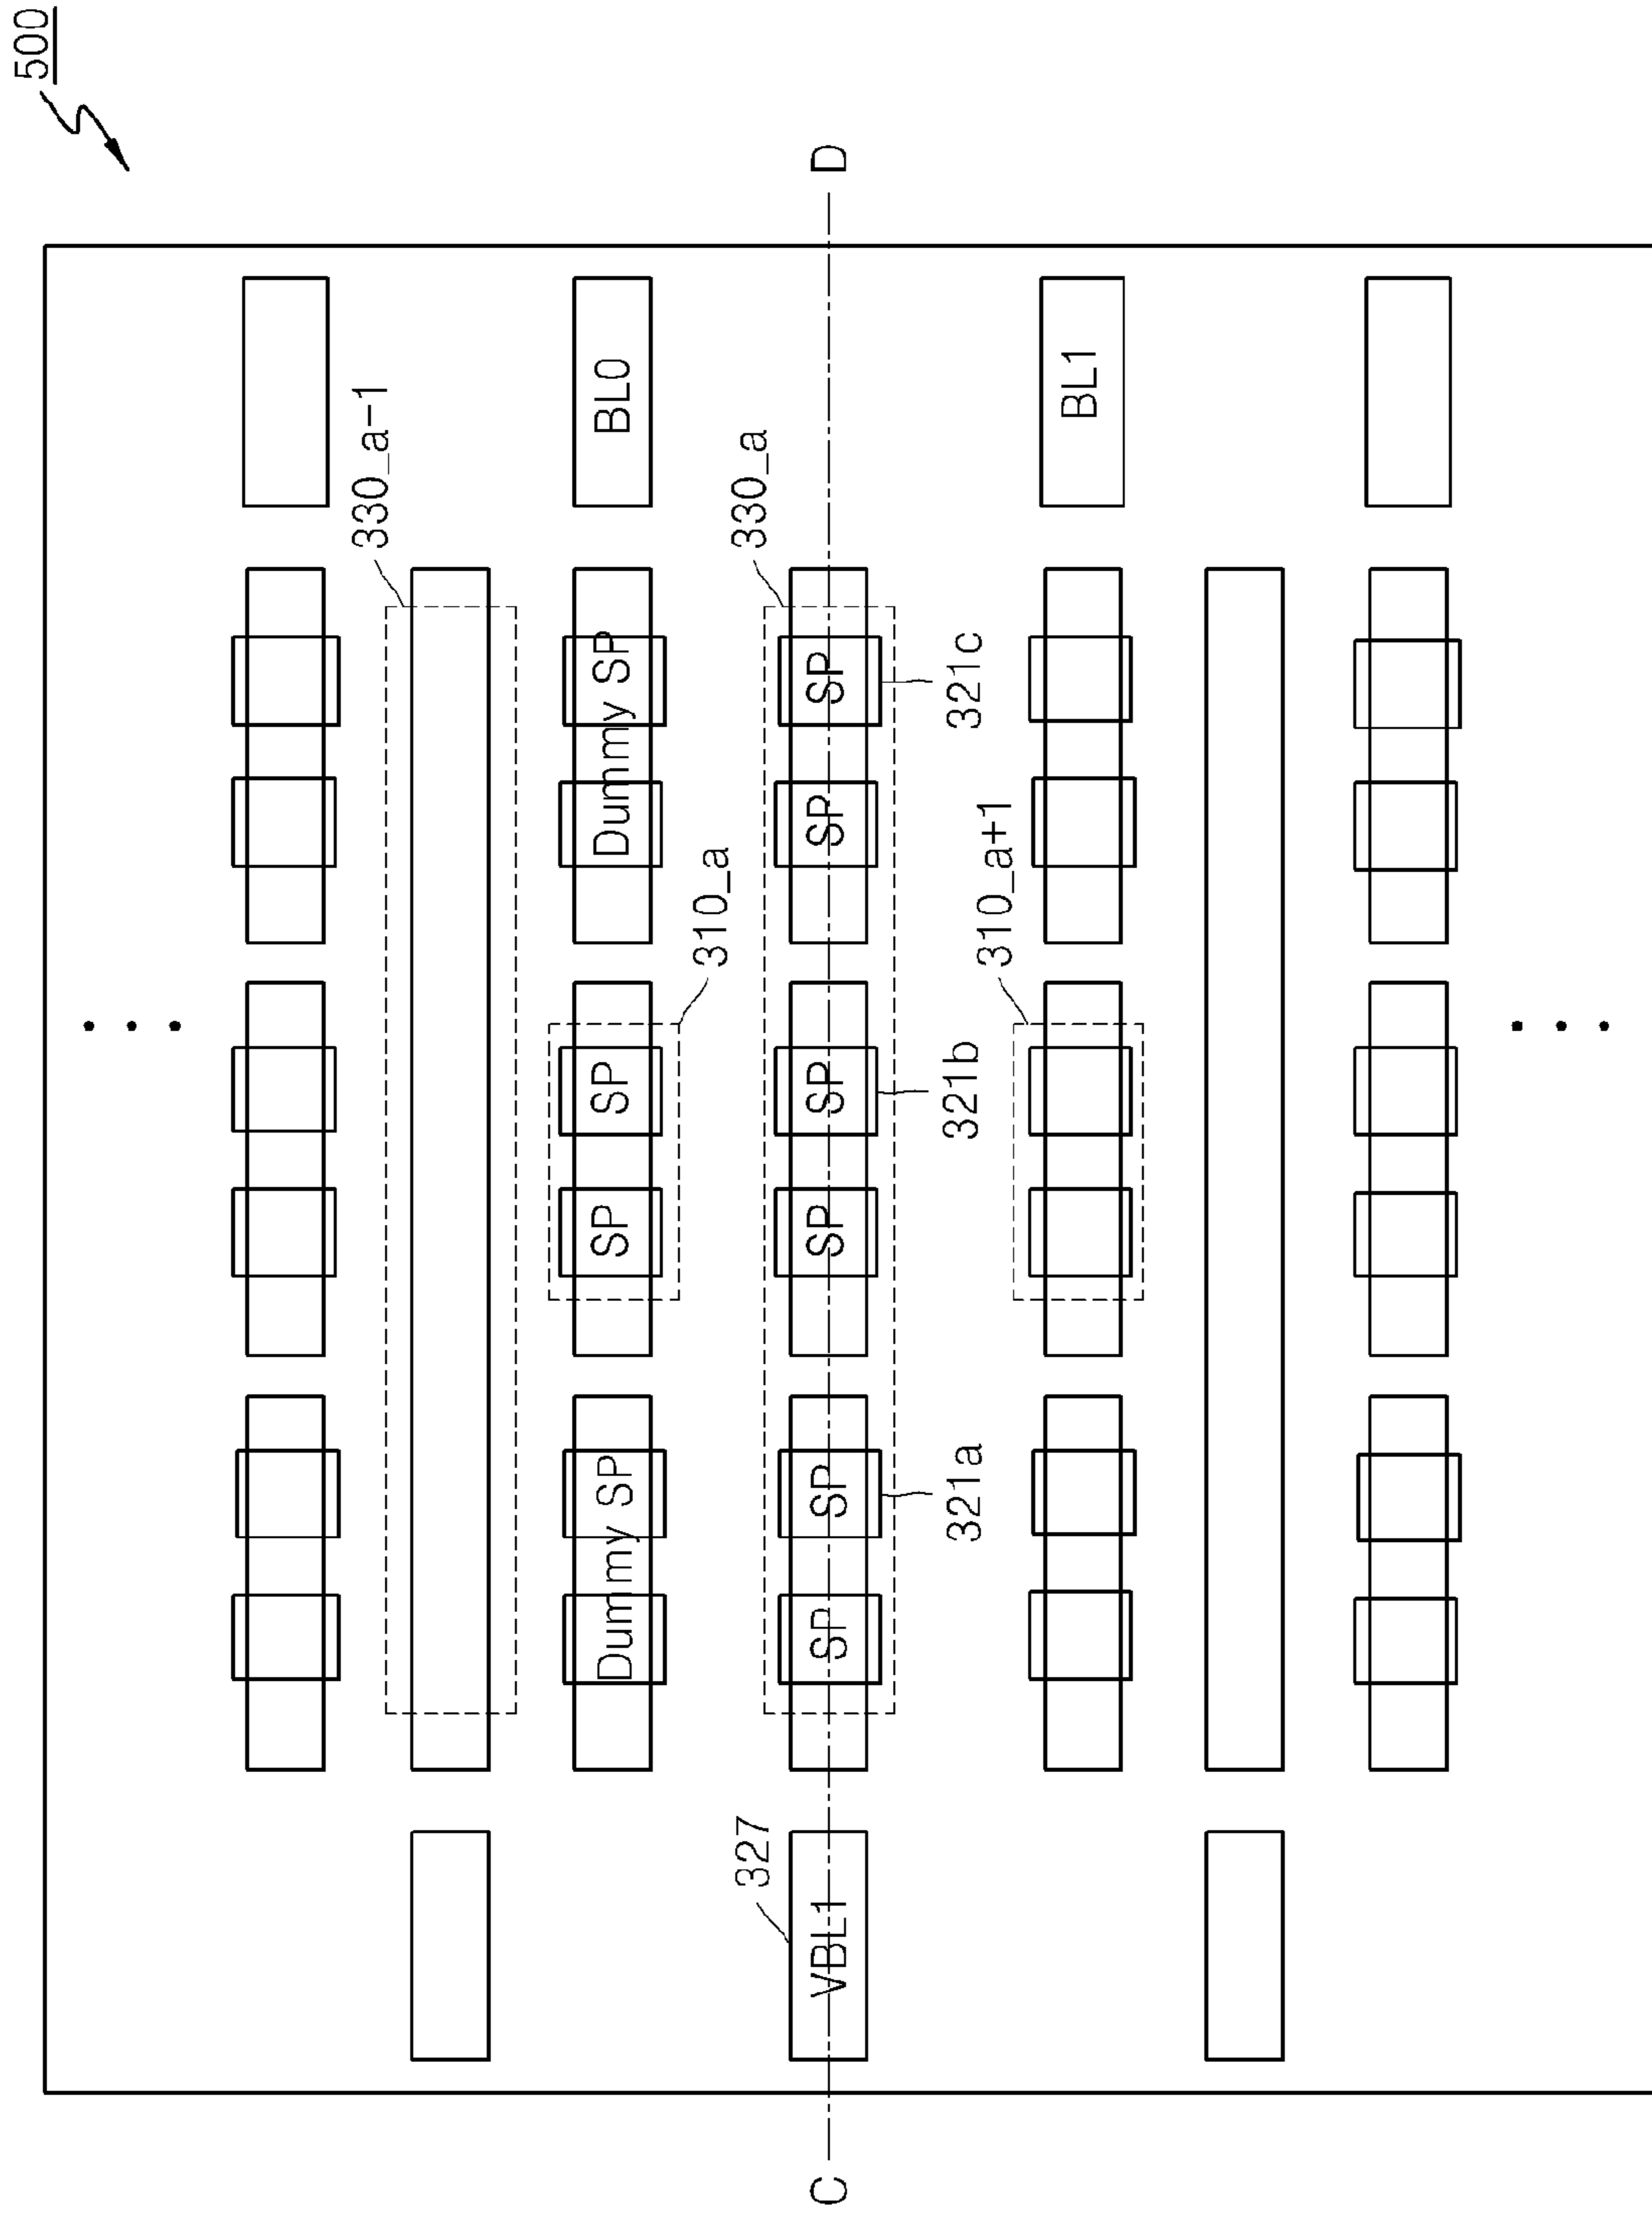 500
330_a-1
Dummy SP
SP
SP
Dummy SP
BL0
310_a
327
330_a
C
VBL1
SP
SP
SP
SP
SP
SP
D
321a
321b
321c
310_a+1
BL1